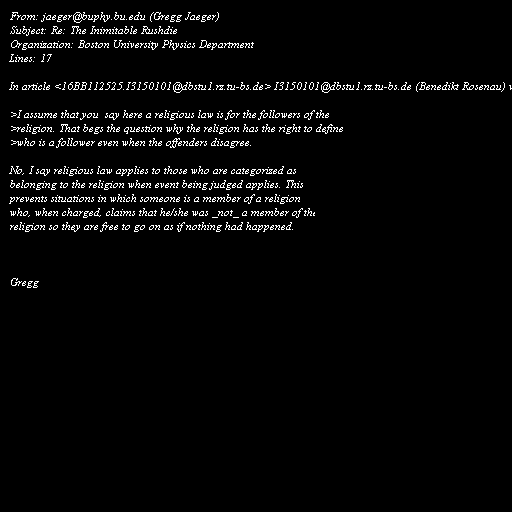 From: jaeger@buphy.bu.edu (Gregg Jaeger)
Subject: Re: The Inimitable Rushdie
Organization: Boston University Physics Department
Lines: 17
In article <16BB112525.I3150101@dbstu1.rz.tu-bs.de> I3150101@dbstu1.rz.tu-bs.de (Benedikt Rosenau)
>I assume that you  say here a religious law is for the followers of the
>religion. That begs the question why the religion has the right to define
>who is a follower even when the offenders disagree.
No, I say religious law applies to those who are categorized as
belonging to the religion when event being judged applies. This
prevents situations in which someone is a member of a religion
who, when charged, claims that he/she was _not_ a member of the
religion so they are free to go on as if nothing had happened.
Gregg